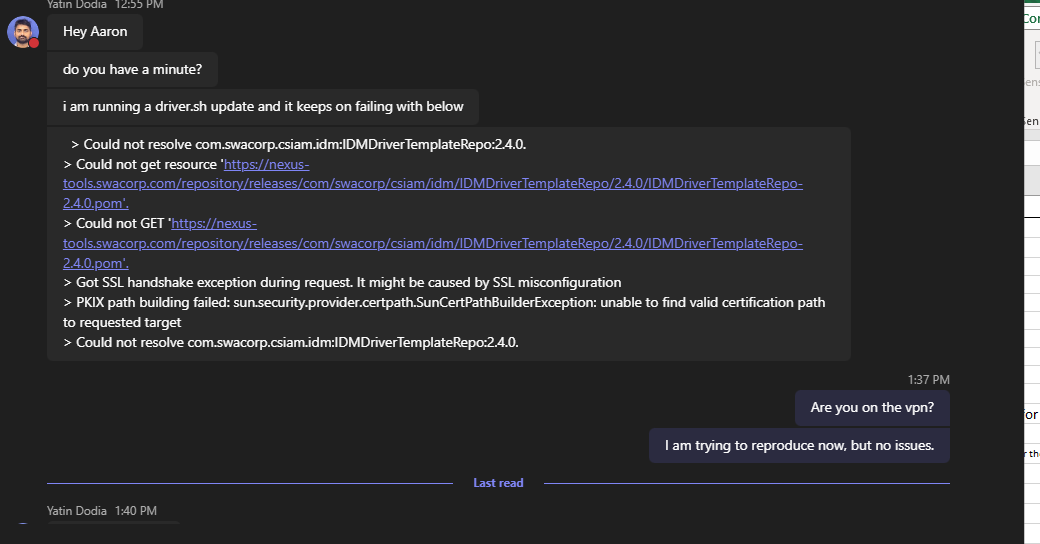 Yatin Dodia 12:55 PM
Hey Aaron
do you have a minute?
i am running a driver.sh update and it keeps on failing with below
> Could not resolve com.swacorp.csiam.idm:IDMDriverTemplateRepo:2.4.0.
> Could not get resource 'https://nexus-
tools.swacorp.com/repository/releases/com/swacorp/csiam/idm/IDMDriverTemplateRepo/2.4.0/IDMDriverTemplateRepo-
2.4.0.pom'.
> Could not GET 'https://nexus-
tools.swacorp.com/repository/releases/com/swacorp/csiam/idm/IDMDriverTemplateRepo/2.4.0/IDMDriverTemplateRepo-
2.4.0.pom'.
> Got SSL handshake exception during request. It might be caused by SSL misconfiguration
> PKIX path building failed: sun.security.provider.certpath.SunCertPathBuilderException: unable to find valid certification path
to requested target
> Could not resolve com.swacorp.csiam.idm:IDMDriverTemplateRepo:2.4.0.
1:37 PM
Are you on the vpn?
I am trying to reproduce now, but no issues.
Last read
Yatin Dodia 1:40 PM